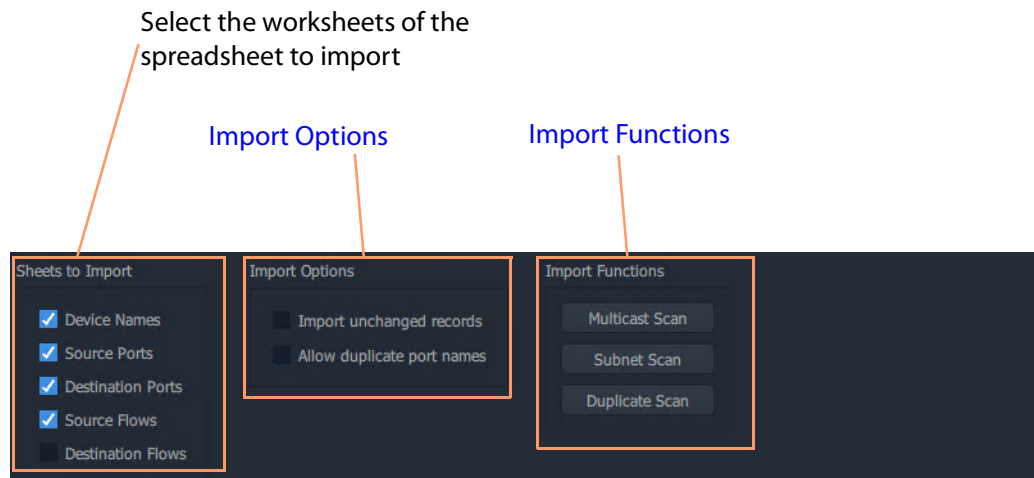 Select the worksheets of the
spreadsheet to import
Import Options
Import Functions
Sheets to Import
Device Names
Source Ports
Destination Ports
Source Flows
Destination Flows
Import Options
Import unchanged records
Allow duplicate port names
Import Functions
Multicast Scan
Subnet Scan
Duplicate Scan